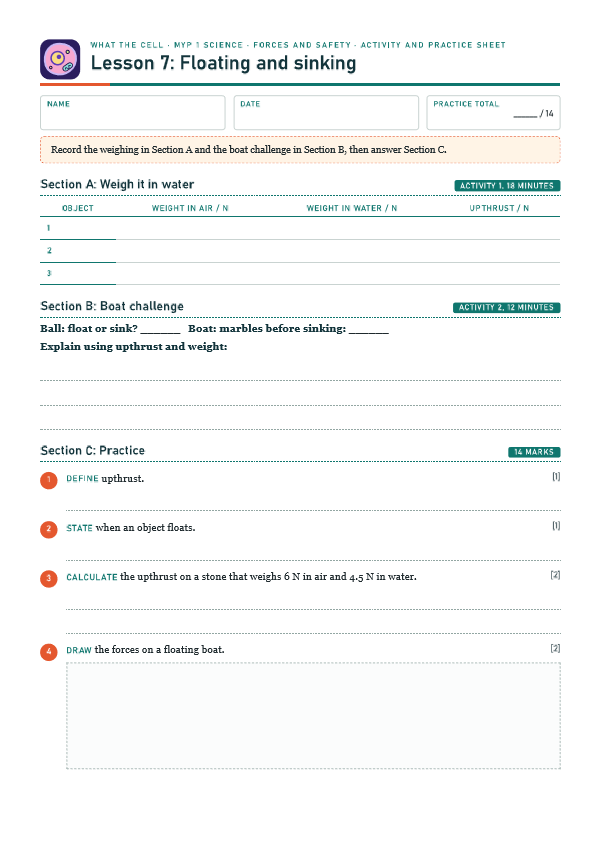 WHAT THE CELL · MYP 1 SCIENCE · FORCES AND SAFETY · ACTIVITY AND PRACTICE SHEET
Lesson 7: Floating and sinking
NAME
DATE
PRACTICE TOTAL
_____ / 14
Record the weighing in Section A and the boat challenge in Section B, then answer Section C.
Section A: Weigh it in water
ACTIVITY 1, 18 MINUTES
OBJECT WEIGHT IN AIR / N WEIGHT IN WATER / N UPTHRUST / N
1
2
3
Section B: Boat challenge
ACTIVITY 2, 12 MINUTES
Ball: float or sink? ______ Boat: marbles before sinking: ______
Explain using upthrust and weight:
Section C: Practice
14 MARKS
1 DEFINE upthrust. [1]
2 STATE when an object floats. [1]
3 CALCULATE the upthrust on a stone that weighs 6 N in air and 4.5 N in water. [2]
4 DRAW the forces on a floating boat. [2]